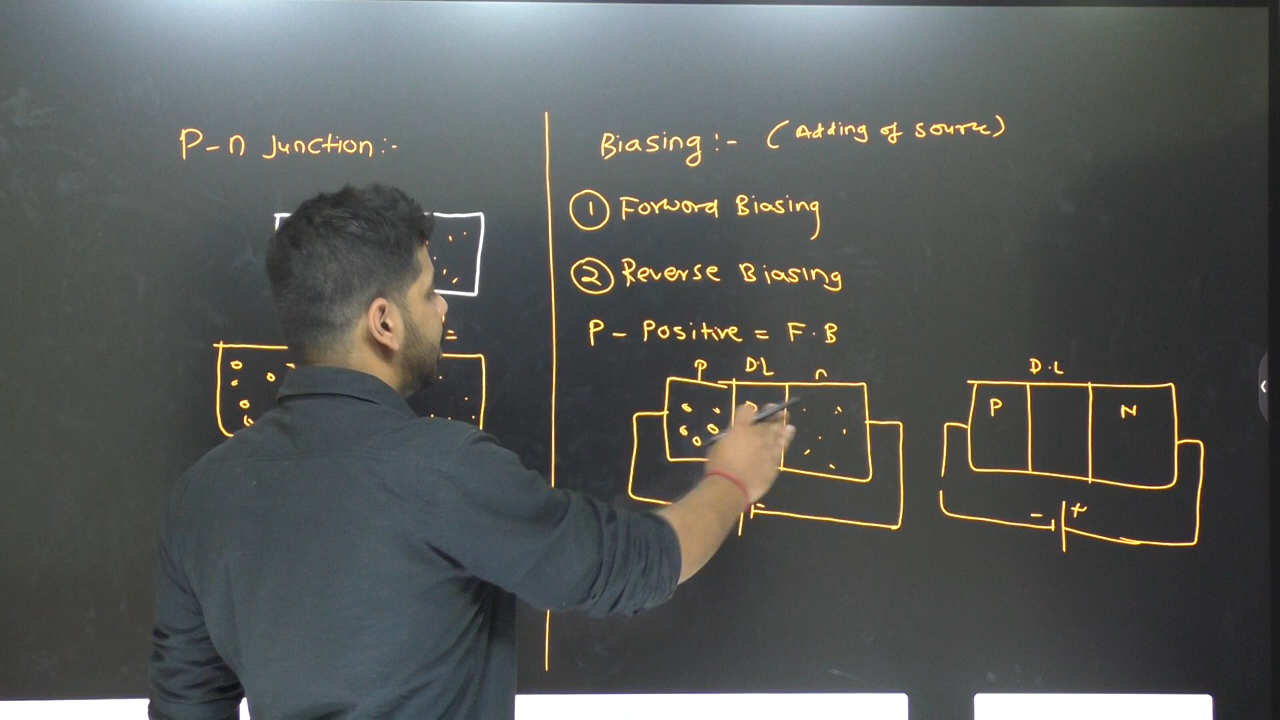 P-n Junction:-
=
Biasing:- (Adding of source)
① Forword Biasing
② Reverse Biasing
P - Positive = F.B
P D.L n
-
D.L
P N
- +